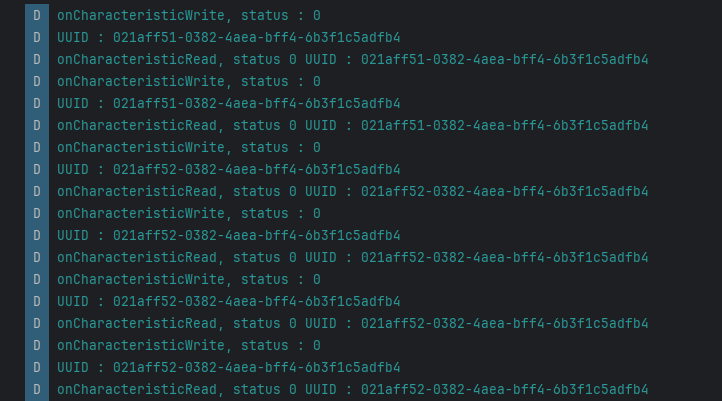 D onCharacteristicWrite, status : 0
D UUID : 021aff51-0382-4aea-bff4-6b3f1c5adfb4
D onCharacteristicRead, status 0 UUID : 021aff51-0382-4aea-bff4-6b3f1c5adfb4
D onCharacteristicWrite, status : 0
D UUID : 021aff51-0382-4aea-bff4-6b3f1c5adfb4
D onCharacteristicRead, status 0 UUID : 021aff51-0382-4aea-bff4-6b3f1c5adfb4
D onCharacteristicWrite, status : 0
D UUID : 021aff52-0382-4aea-bff4-6b3f1c5adfb4
D onCharacteristicRead, status 0 UUID : 021aff52-0382-4aea-bff4-6b3f1c5adfb4
D onCharacteristicWrite, status : 0
D UUID : 021aff52-0382-4aea-bff4-6b3f1c5adfb4
D onCharacteristicRead, status 0 UUID : 021aff52-0382-4aea-bff4-6b3f1c5adfb4
D onCharacteristicWrite, status : 0
D UUID : 021aff52-0382-4aea-bff4-6b3f1c5adfb4
D onCharacteristicRead, status 0 UUID : 021aff52-0382-4aea-bff4-6b3f1c5adfb4
D onCharacteristicWrite, status : 0
D UUID : 021aff52-0382-4aea-bff4-6b3f1c5adfb4
D onCharacteristicRead, status 0 UUID : 021aff52-0382-4aea-bff4-6b3f1c5adfb4